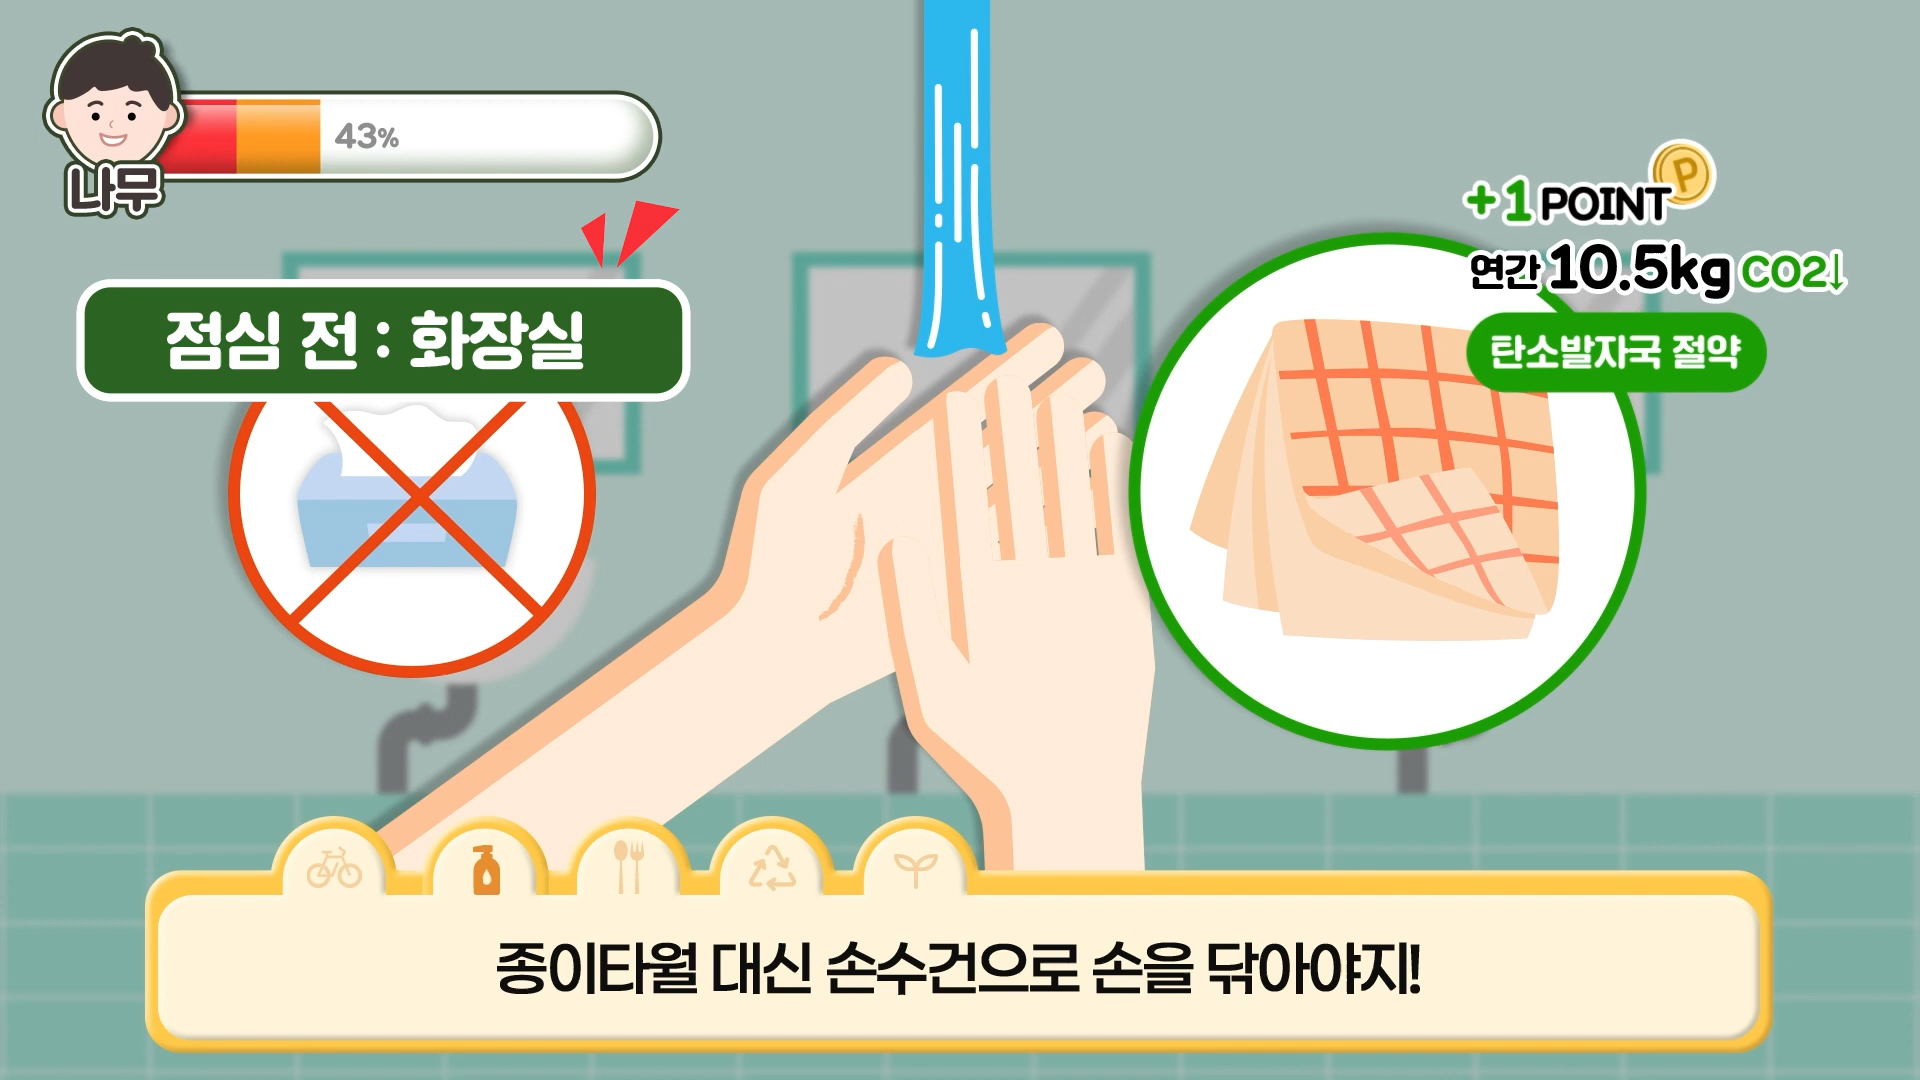 43%
나무
+1 POINT
P
연간 10.5kg CO2↓
탄소발자국 절약
점심 전 : 화장실
종이타월 대신 손수건으로 손을 닦아야지!